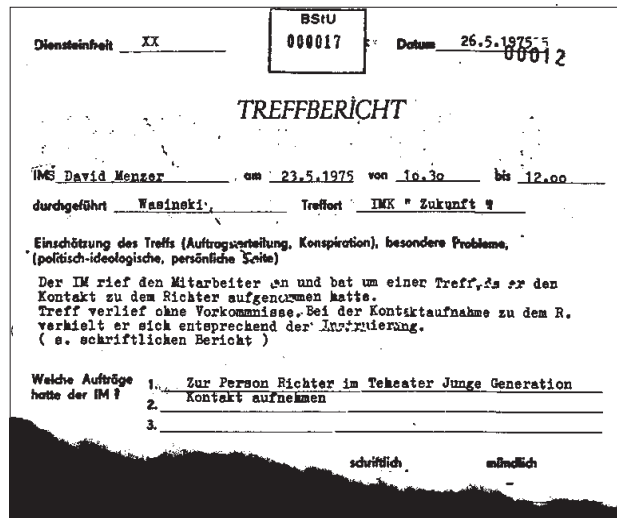 BStU
000017
Diensteinheit XX Datum 26.5.1975
00012
TREFFBERICHT
IMS David Menzer am 23.5.1975 von 10.30 bis 12.00
durchgeführt Wasinski, Treffort IMK " Zukunft "
Einschätzung des Treffs (Auftragserteilung, Konspiration), besondere Probleme,
(politisch-ideologische, persönliche Seite)
Der IM rief den Mitarbeiter an und bat um einer Treff, da er den
Kontakt zu dem Richter aufgenommen hatte.
Treff verlief ohne Vorkommnisse. Bei der Kontaktaufnahme zu dem R.
verhielt er sich entsprechend der Instruierung.
( s. schriftlichen Bericht )
Welche Aufträge
hatte der IM ?
1. Zur Person Richter im Teheater Junge Generation
2. Kontakt aufnehmen
3.
schriftlich mündlich